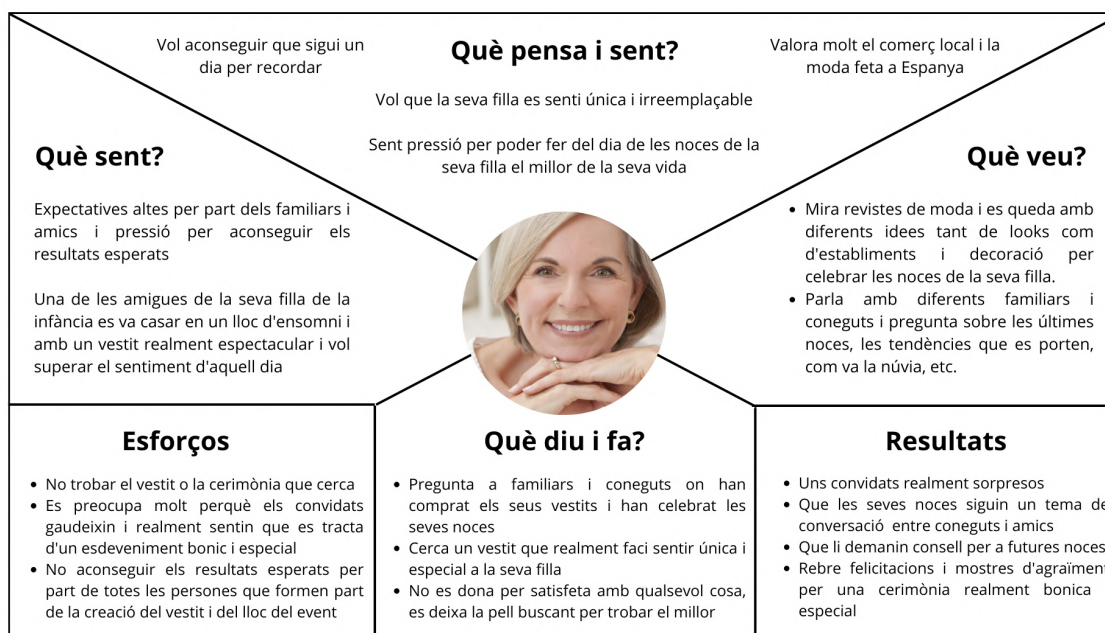 Vol aconseguir que sigui un
dia per recordar
Què pensa i sent?
Valora molt el comerç local i la
moda feta a Espanya
Vol que la seva filla es senti única i irreemplaçable
Sent pressió per poder fer del dia de les noces de la
seva filla el millor de la seva vida
Què sent?
Expectatives altes per part dels familiars i
amics i pressió per aconseguir els
resultats esperats
Una de les amigues de la seva filla de la
infància es va casar en un lloc d'ensomni i
amb un vestit realment espectacular i vol
superar el sentiment d'aquell dia
Què veu?
• Mira revistes de moda i es queda amb
diferents idees tant de looks com
d'establiments i decoració per
celebrar les noces de la seva filla.
• Parla amb diferents familiars i
coneguts i pregunta sobre les últimes
noces, les tendències que es porten,
com va la núvia, etc.
Esforços
• No trobar el vestit o la cerimònia que cerca
• Es preocupa molt perquè els convidats
gaudeixin i realment sentin que es tracta
d'un esdeveniment bonic i especial
• No aconseguir els resultats esperats per
part de totes les persones que formen part
de la creació del vestit i del lloc del event
Què diu i fa?
• Pregunta a familiars i coneguts on han
comprat els seus vestits i han celebrat les
seves noces
• Cerca un vestit que realment faci sentir única i
especial a la seva filla
• No es dona per satisfeta amb qualsevol cosa,
es deixa la pell buscant per trobar el millor
Resultats
• Uns convidats realment sorpresos
• Que les seves noces siguin un tema de
conversació entre coneguts i amics
• Que li demanin consell per a futures noces
• Rebre felicitacions i mostres d'agraïment
per una cerimònia realment bonica
especial